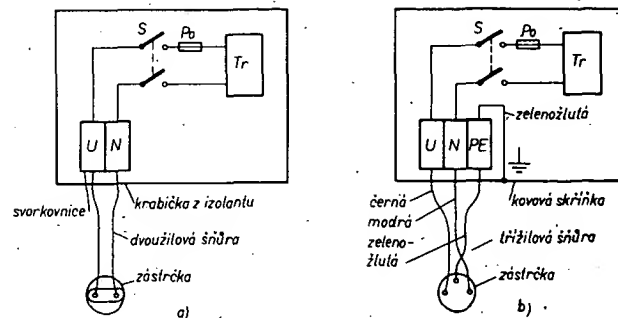 S
Po
Tr
U N
svorkovnice
krabička z izolantu
dvoužilová šňůra
zástrčka
a)
S
Po
Tr
zelenožlutá
U N PE
černá
modrá
zeleno-
žlutá
kovová skříňka
třížilová šňůra
zástrčka
b)